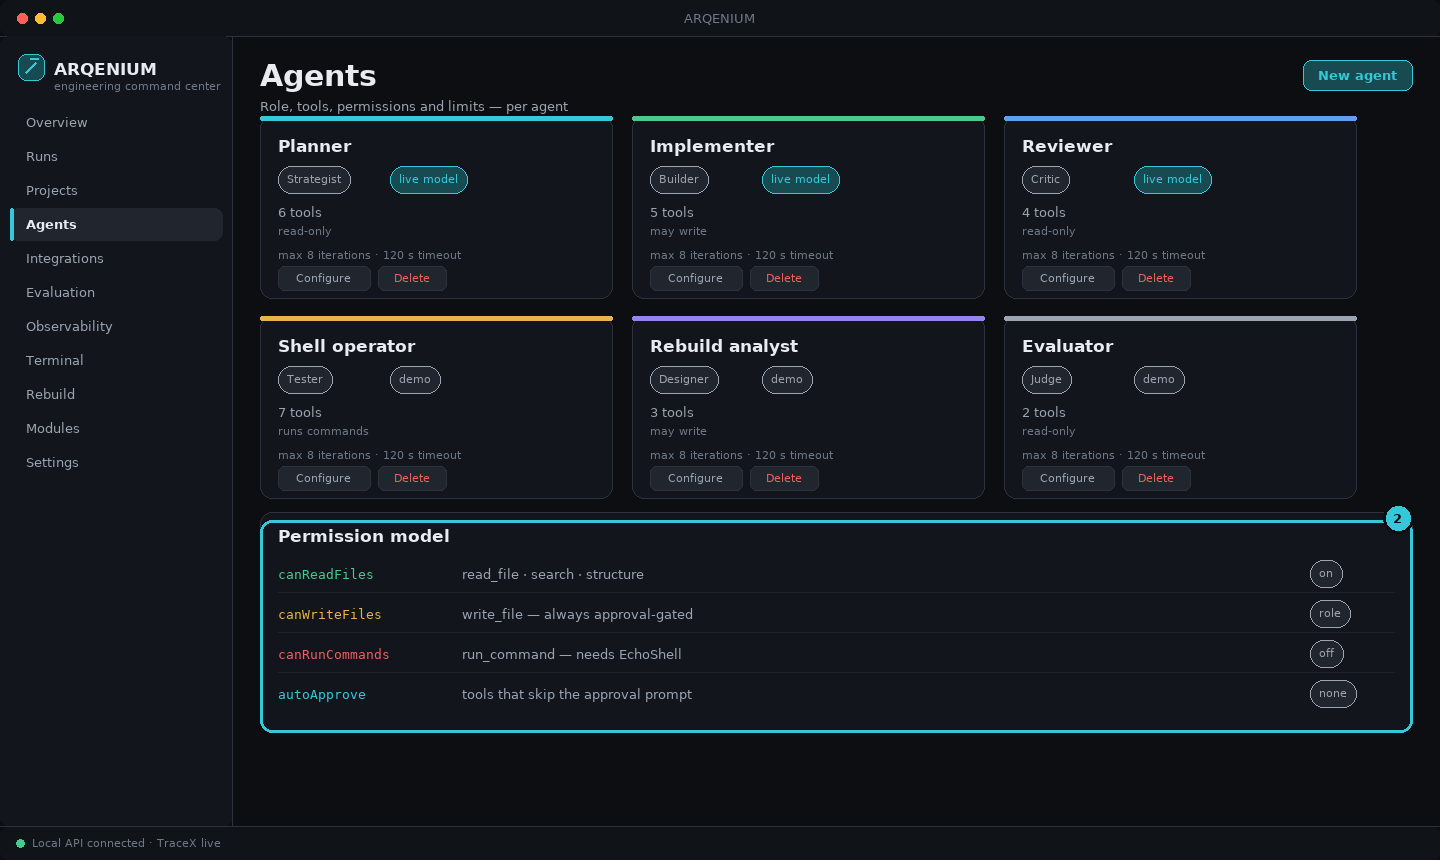 ARQENIUM
ARQENIUM
engineering command center
Overview
Runs
Projects
Agents
Integrations
Evaluation
Observability
Terminal
Rebuild
Modules
Settings
Agents
New agent
Role, tools, permissions and limits — per agent
Planner
Strategist live model
6 tools
read-only
max 8 iterations · 120 s timeout
Configure Delete
Implementer
Builder live model
5 tools
may write
max 8 iterations · 120 s timeout
Configure Delete
Reviewer
Critic live model
4 tools
read-only
max 8 iterations · 120 s timeout
Configure Delete
Shell operator
Tester demo
7 tools
runs commands
max 8 iterations · 120 s timeout
Configure Delete
Rebuild analyst
Designer demo
3 tools
may write
max 8 iterations · 120 s timeout
Configure Delete
Evaluator
Judge demo
2 tools
read-only
max 8 iterations · 120 s timeout
Configure Delete
2
Permission model
canReadFiles read_file · search · structure on
canWriteFiles write_file — always approval-gated role
canRunCommands run_command — needs EchoShell off
autoApprove tools that skip the approval prompt none
Local API connected · TraceX live